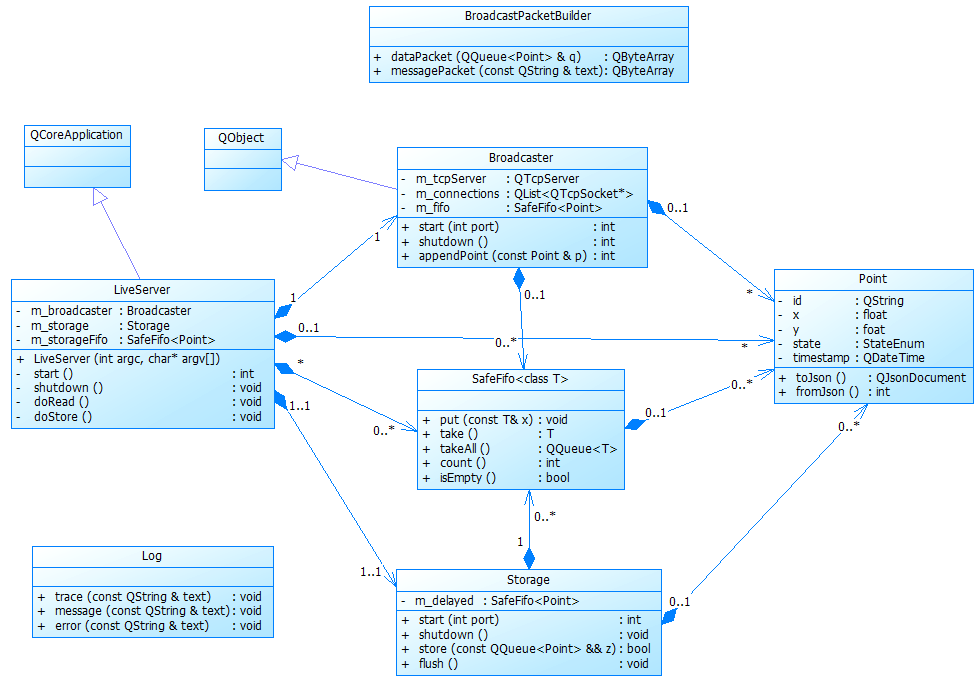 BroadcastPacketBuilder
+ dataPacket (QQueue<Point> & q) : QByteArray
+ messagePacket (const QString & text): QByteArray
QCoreApplication
QObject
Broadcaster
- m_tcpServer : QTcpServer
- m_connections : QList<QTcpSocket*>
- m_fifo : SafeFifo<Point>
+ start (int port) : int
+ shutdown () : int
+ appendPoint (const Point & p) : int
0..1
*
1
1
0..1
0..*
LiveServer
- m_broadcaster : Broadcaster
- m_storage : Storage
- m_storageFifo : SafeFifo<Point>
+ LiveServer (int argc, char* argv[])
- start () : int
- shutdown () : void
- doRead () : void
- doStore () : void
0..1
*
*
0..*
1..1
1..1
Point
- id : QString
- x : float
- y : foat
- state : StateEnum
- timestamp : QDateTime
+ toJson () : QJsonDocument
+ fromJson () : int
SafeFifo<class T>
+ put (const T& x) : void
+ take () : T
+ takeAll () : QQueue<T>
+ count () : int
+ isEmpty () : bool
0..1
0..*
0..*
0..*
1
Log
+ trace (const QString & text) : void
+ message (const QString & text) : void
+ error (const QString & text) : void
Storage
- m_delayed : SafeFifo<Point>
+ start (int port) : int
+ shutdown () : void
+ store (const QQueue<Point> && z) : bool
+ flush () : void
0..1